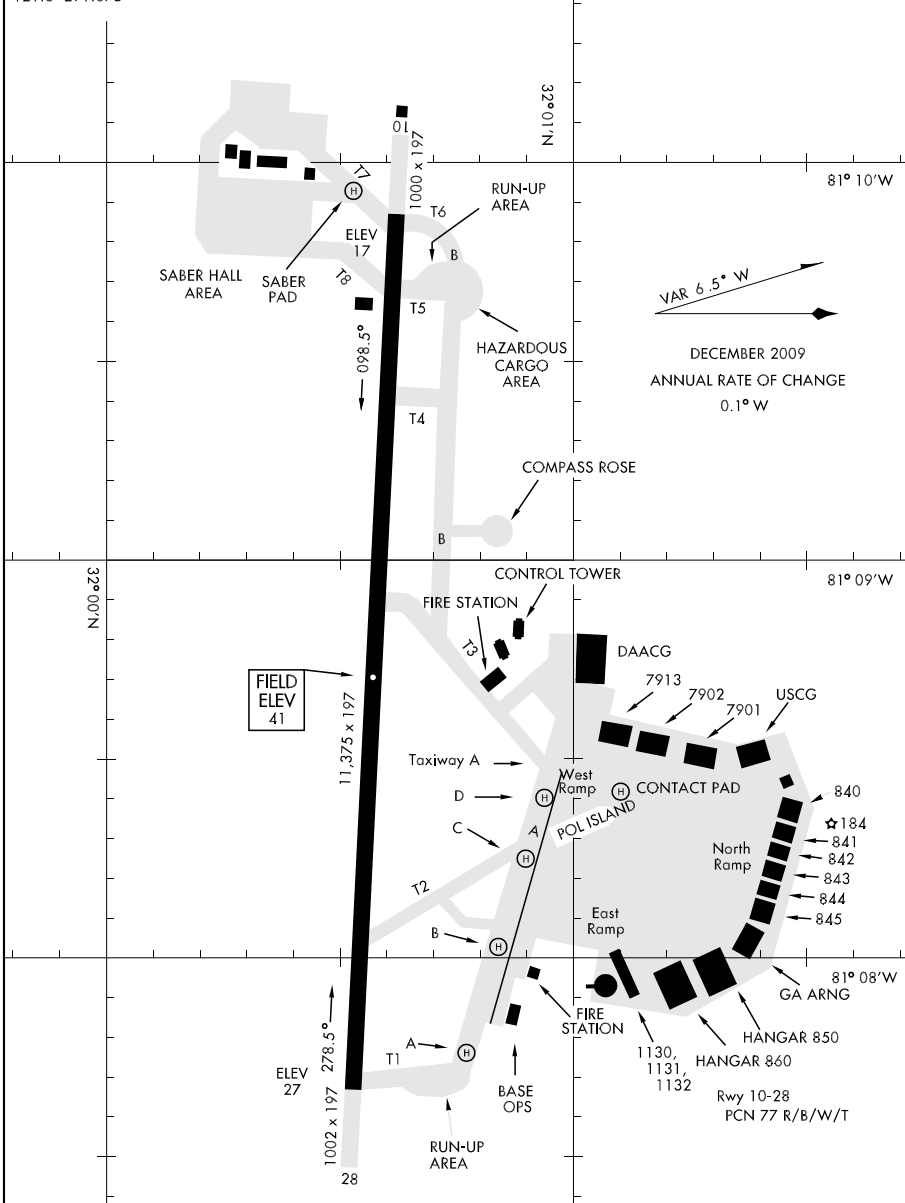 32°01'N
01
1000 x 197
81° 10'W
T7
RUN-UP
AREA
T6
ELEV
17
B
SABER HALL
AREA
SABER
PAD
T8
T5
VAR 6.5° W
098.5°
HAZARDOUS
CARGO
AREA
DECEMBER 2009
ANNUAL RATE OF CHANGE
0.1° W
T4
COMPASS ROSE
B
32°00'N
CONTROL TOWER
81° 09'W
FIRE STATION
T3
DAACG
7913
7902
7901
USCG
FIELD
ELEV
41
11,375 x 197
Taxiway A
West
Ramp
H
CONTACT PAD
D
H
840
POL ISLAND
A
184
C
H
841
North
Ramp
842
843
844
845
T2
East
Ramp
B
H
81° 08'W
GA ARNG
FIRE
STATION
HANGAR 850
278.5°
A
H
T1
1130,
1131,
1132
HANGAR 860
ELEV
27
BASE
OPS
Rwy 10-28
PCN 77 R/B/W/T
1002 x 197
RUN-UP
AREA
28
H